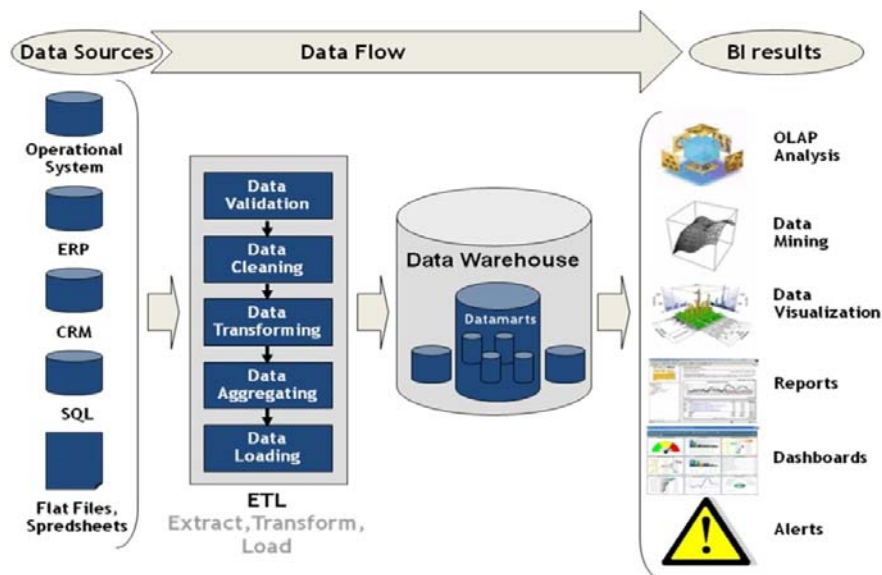 Data Sources
Data Flow
BI results
Operational
System
ERP
CRM
SQL
Flat Files,
Spredsheets
Data
Validation
Data
Cleaning
Data
Transforming
Data
Aggregating
Data
Loading
ETL
Extract, Transform,
Load
Data Warehouse
Datamarts
OLAP
Analysis
Data
Mining
Data
Visualization
Reports
Dashboards
Alerts